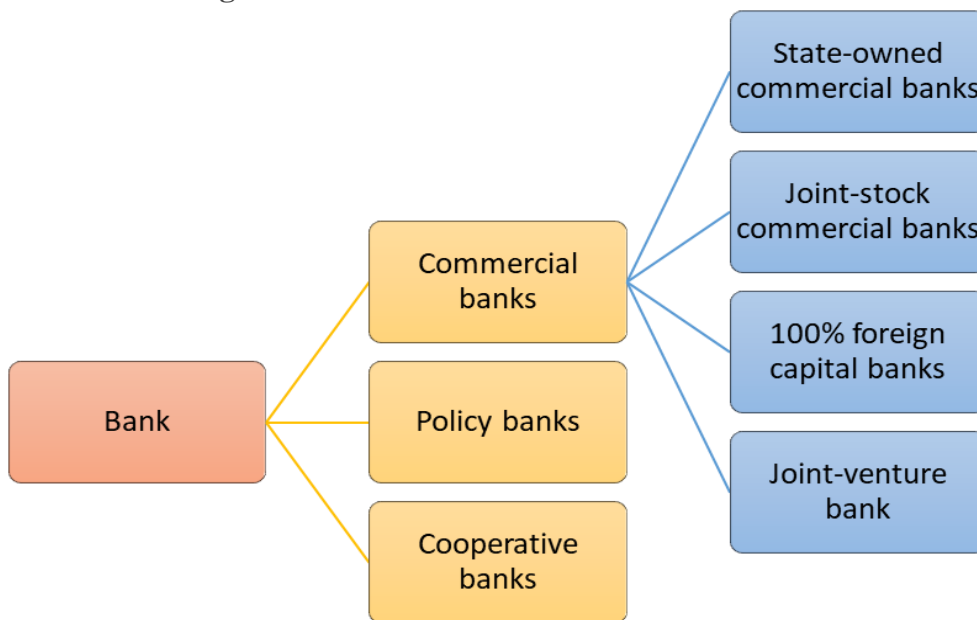 State-owned
commercial banks
Joint-stock
commercial banks
Commercial
banks
100% foreign
capital banks
Bank
Policy banks
Joint-venture
bank
Cooperative
banks